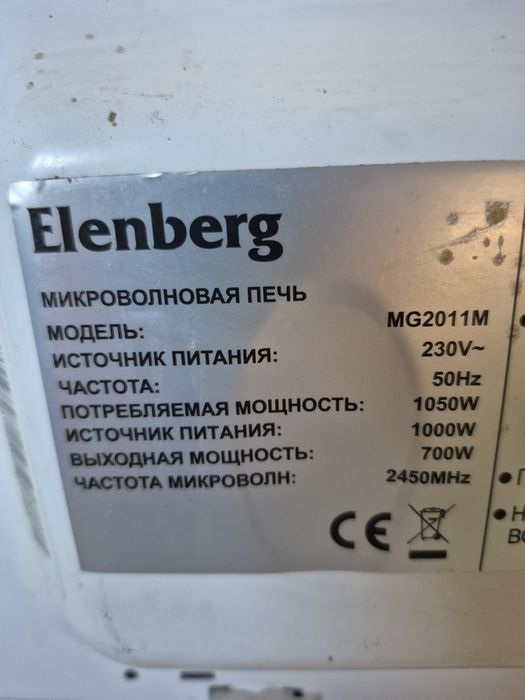 Elenberg
МИКРОВОЛНОВАЯ ПЕЧЬ
МОДЕЛЬ: MG2011M
ИСТОЧНИК ПИТАНИЯ: 230V~
ЧАСТОТА: 50Hz
ПОТРЕБЛЯЕМАЯ МОЩНОСТЬ: 1050W
ИСТОЧНИК ПИТАНИЯ: 1000W
ВЫХОДНАЯ МОЩНОСТЬ: 700W
ЧАСТОТА МИКРОВОЛН: 2450MHz
CE